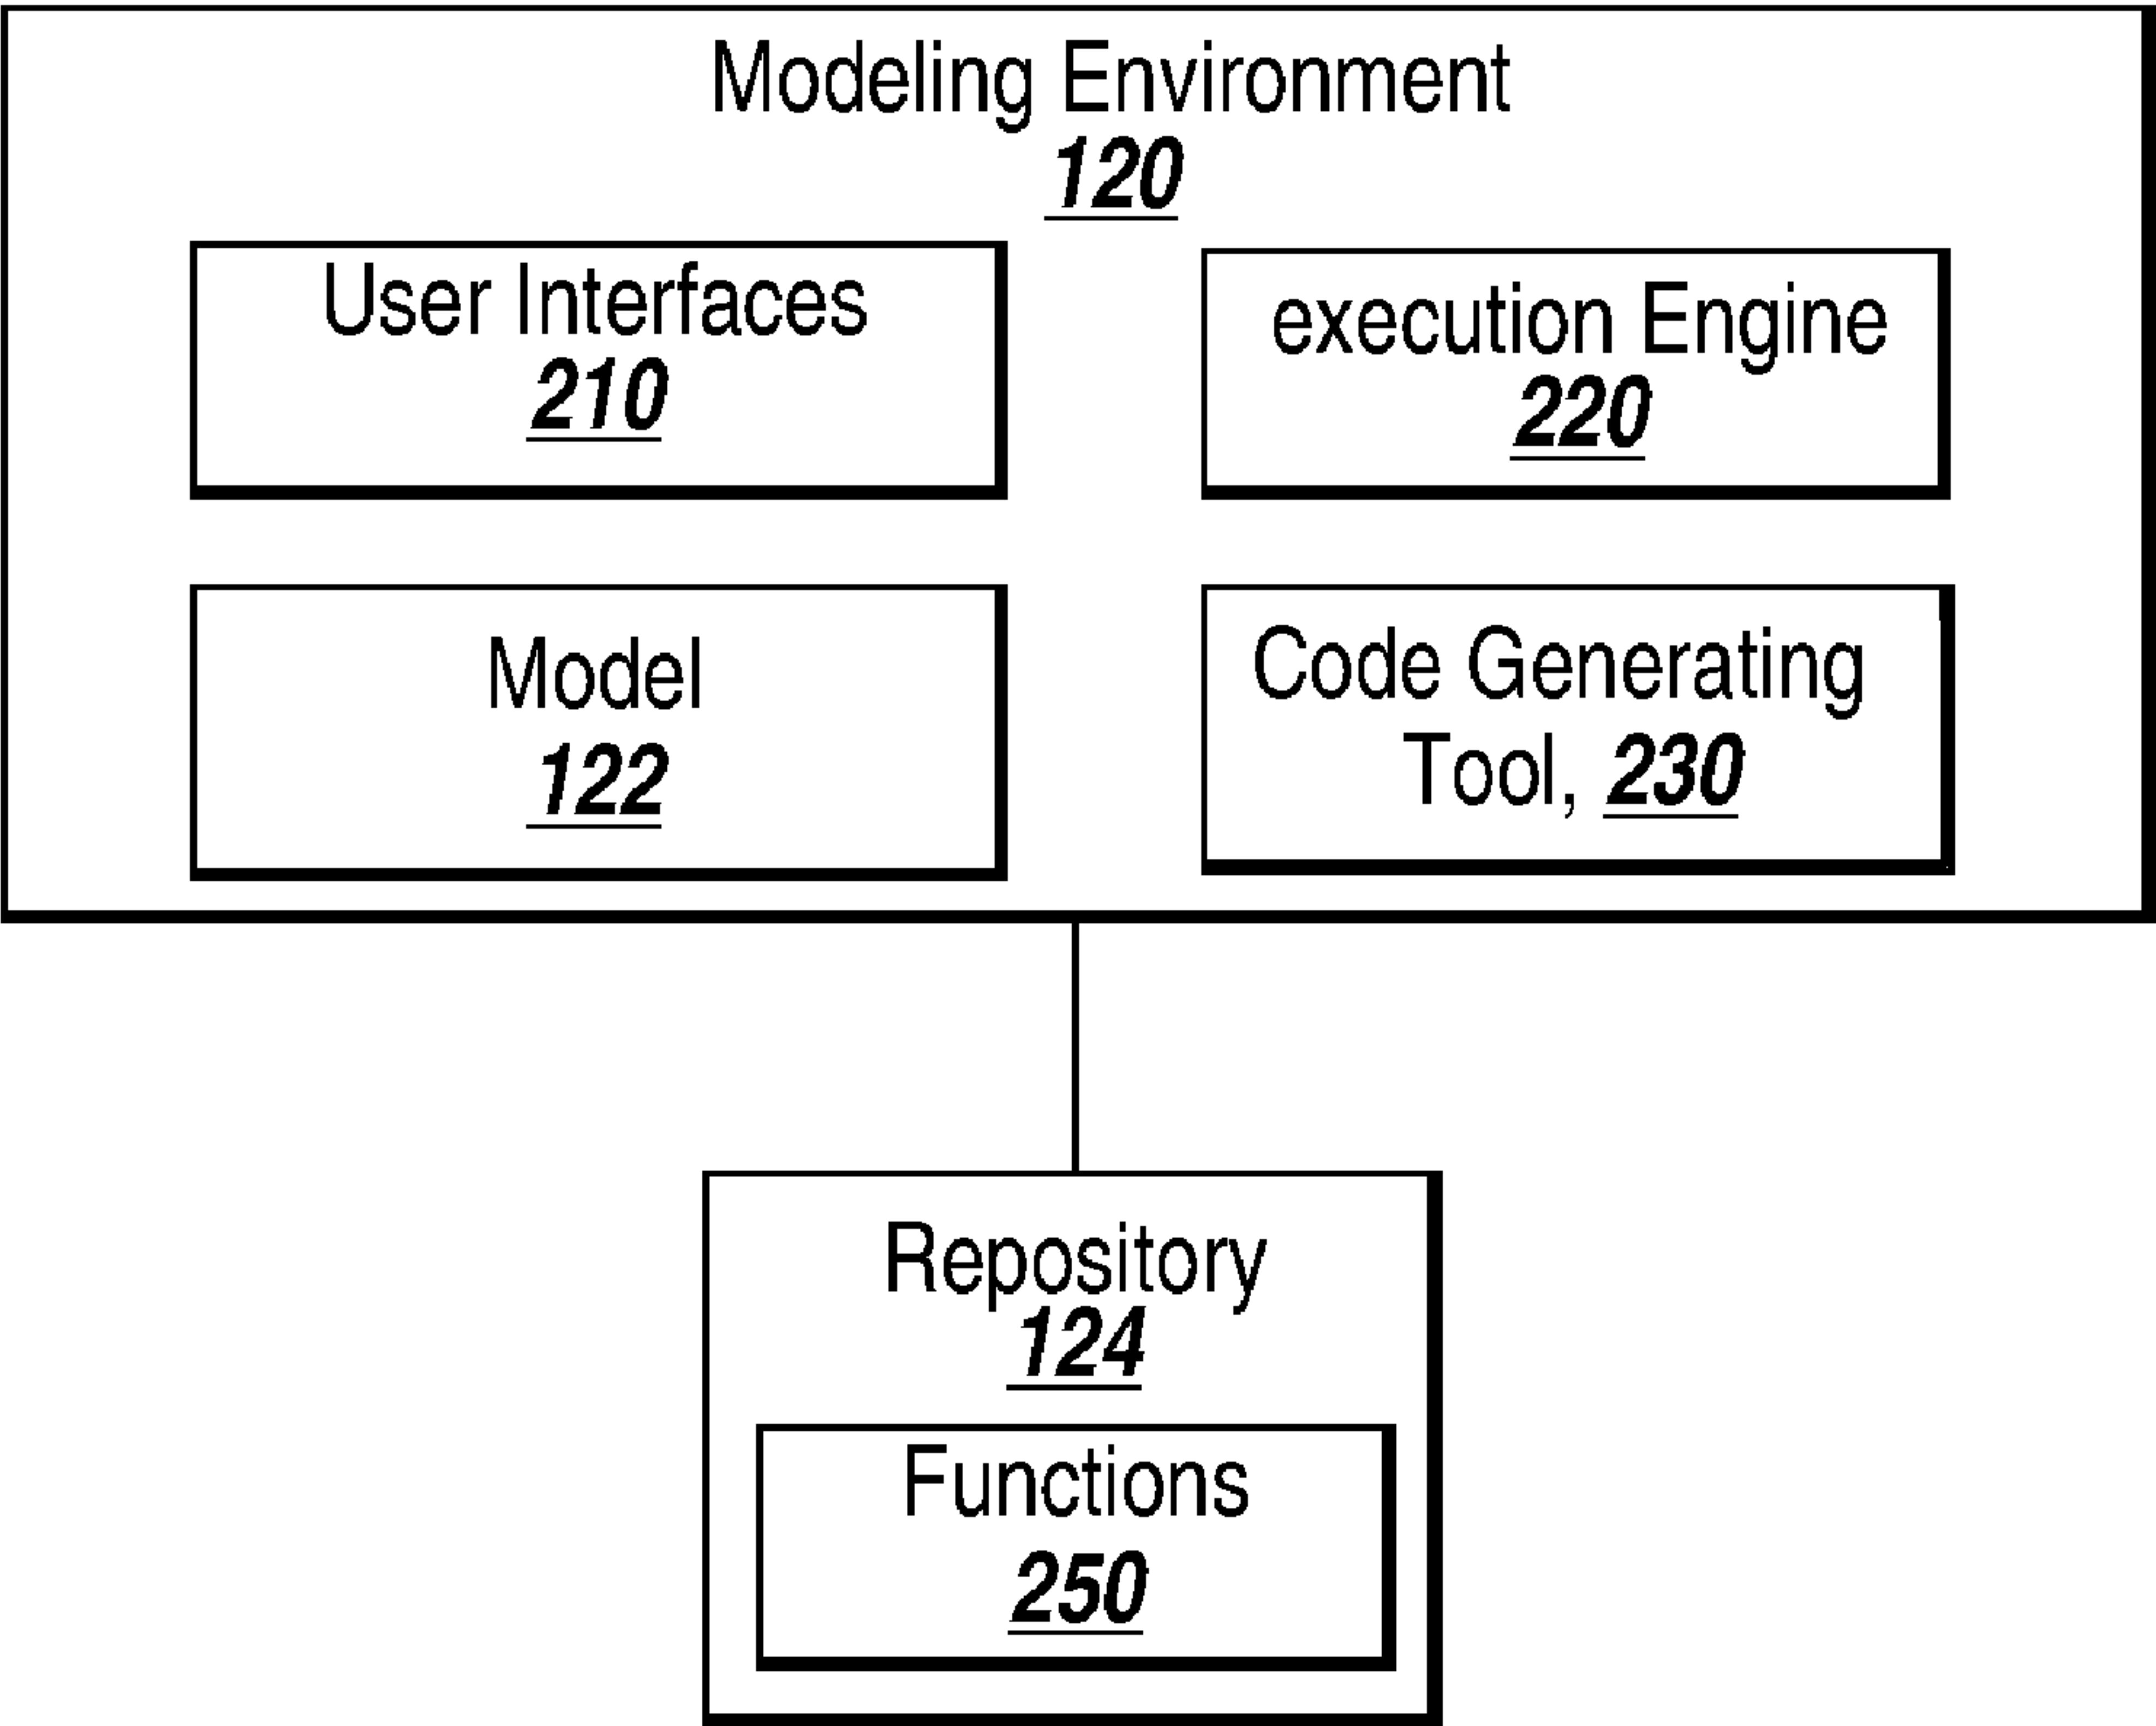 Modeling Environment
120
User Interfaces
210
execution Engine
220
Model
122
Code Generating
Tool, 230
Repository
124
Functions
250